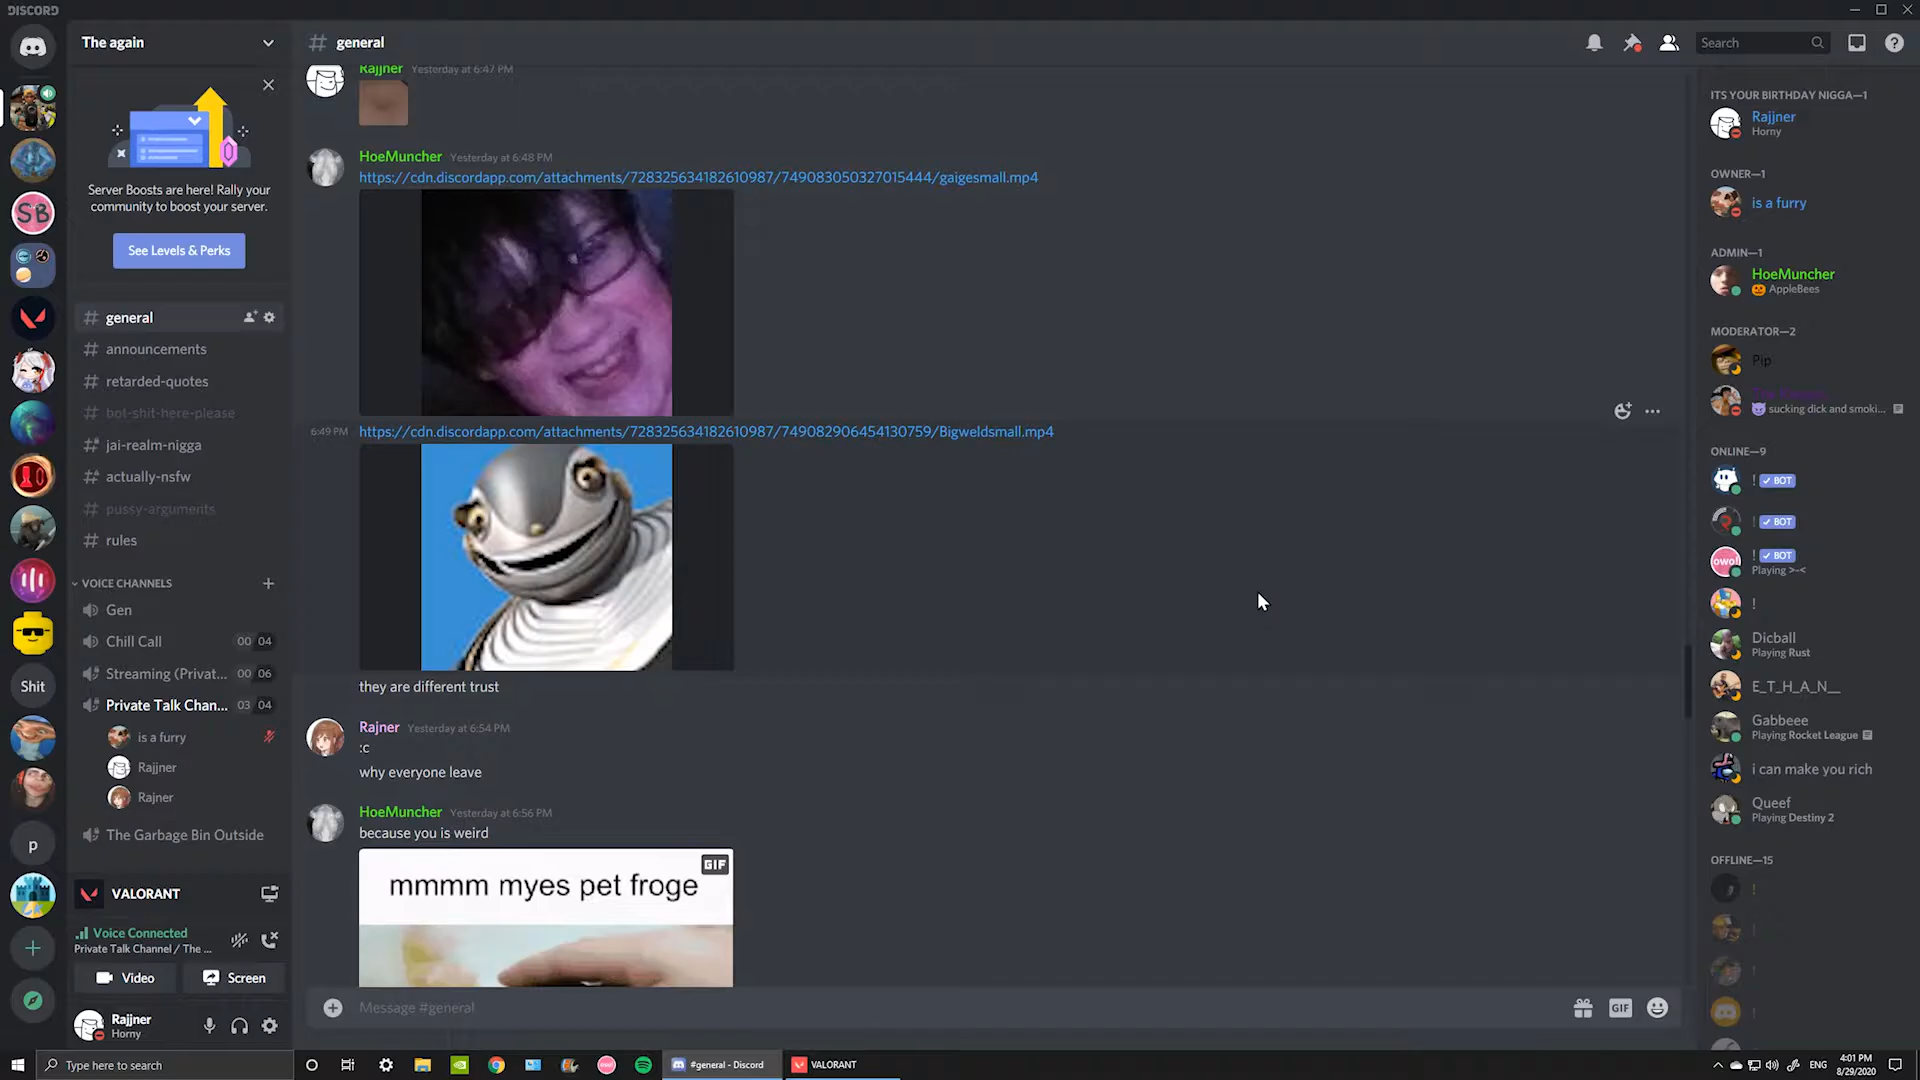 DISCORD
The again
Server Boosts are here! Rally your
community to boost your server.
See Levels & Perks
# general
# announcements
# retarded-quotes
# bot-shit-here-please
# jai-realm-nigga
# actually-nsfw
# pussy-arguments
# rules
VOICE CHANNELS
Gen
Chill Call 00 04
Streaming (Privat... 00 06
Private Talk Chan... 03 04
is a furry
Rajjner
Rajner
The Garbage Bin Outside
VALORANT
Voice Connected
Private Talk Channel / The ...
Video Screen
Rajjner
Horny
SB
Shit
p
# general
Search
Rajjner Yesterday at 6:47 PM
HoeMuncher Yesterday at 6:48 PM
https://cdn.discordapp.com/attachments/728325634182610987/749083050327015444/gaigesmall.mp4
6:49 PM https://cdn.discordapp.com/attachments/728325634182610987/749082906454130759/Bigweldsmall.mp4
they are different trust
Rajner Yesterday at 6:54 PM
:c
why everyone leave
HoeMuncher Yesterday at 6:56 PM
because you is weird
GIF
mmmm myes pet froge
Message #general
GIF
ITS YOUR BIRTHDAY NIGGA—1
Rajjner
Horny
OWNER—1
is a furry
ADMIN—1
HoeMuncher
AppleBees
MODERATOR—2
Pip
sucking dick and smoki...
ONLINE—9
! BOT
! BOT
owo! ! BOT
Playing >-<
!
Dicball
Playing Rust
E_T_H_A_N__
Gabbeee
Playing Rocket League
i can make you rich
Queef
Playing Destiny 2
OFFLINE—15
!
!
!
!
Type here to search
#general - Discord
VALORANT
ENG
4:01 PM
8/29/2020